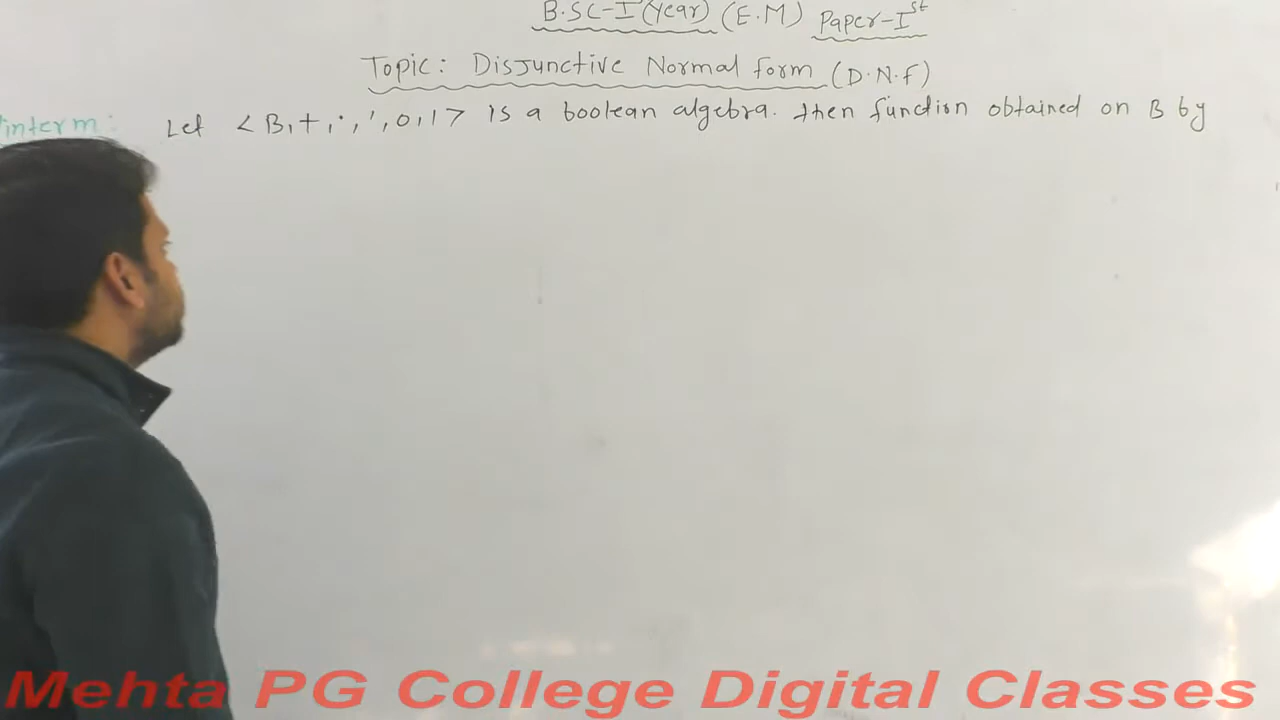 B.SC-I (Year) (E.M) Paper-Ist
Topic: Disjunctive Normal form (D.N.F)
interm: Let <B,+,·,',0,1> is a boolean algebra. then function obtained on B by
Mehta PG College Digital Classes